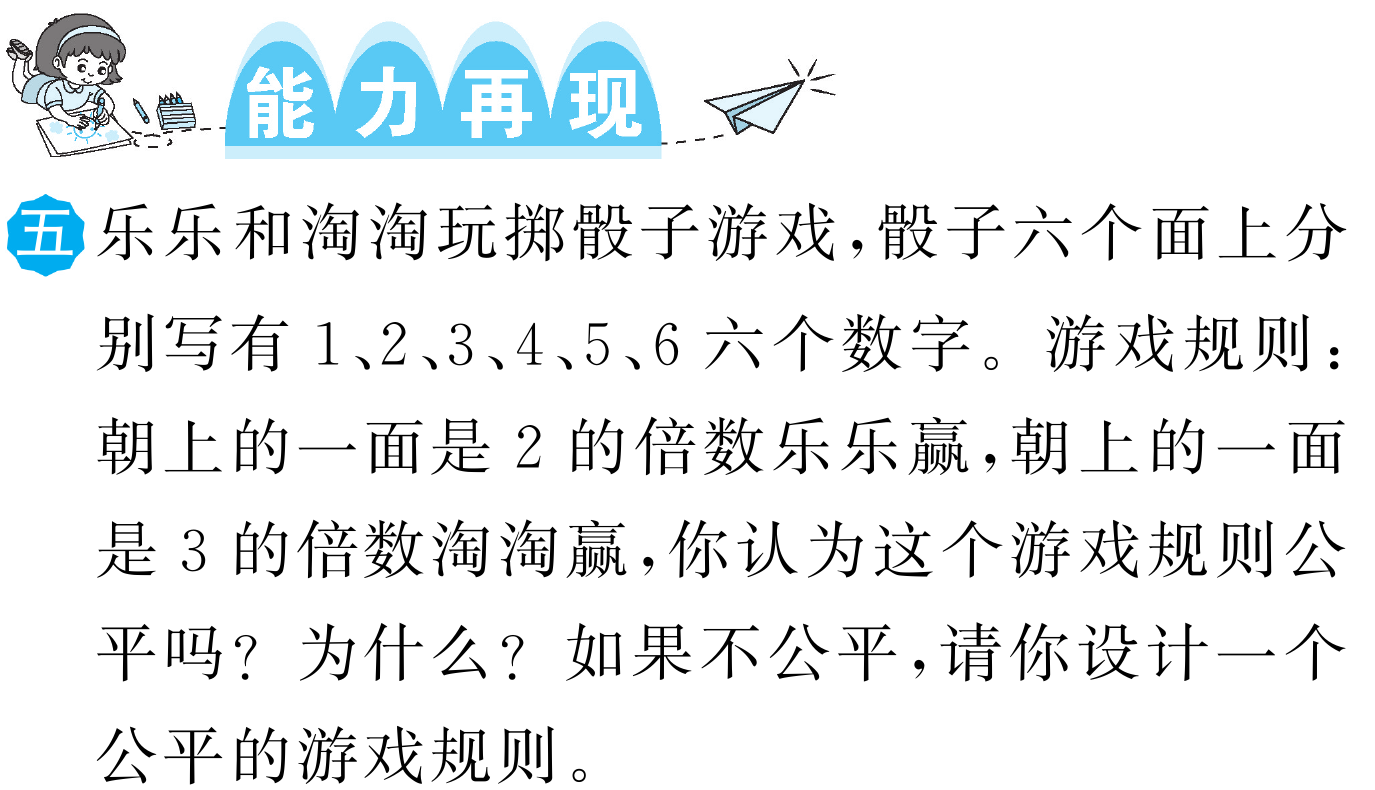 能力再现
五 乐乐和淘淘玩掷骰子游戏,骰子六个面上分
别写有 1、2、3、4、5、6 六个数字。游戏规则:
朝上的一面是 2 的倍数乐乐赢,朝上的一面
是 3 的倍数淘淘赢,你认为这个游戏规则公
平吗? 为什么? 如果不公平,请你设计一个
公平的游戏规则。